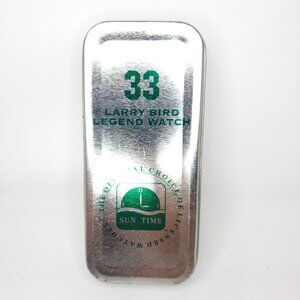 33
LARRY BIRD
LEGEND WATCH
THE OFFICIAL CHOICE OF LICENSED WATCHES
SUN TIME